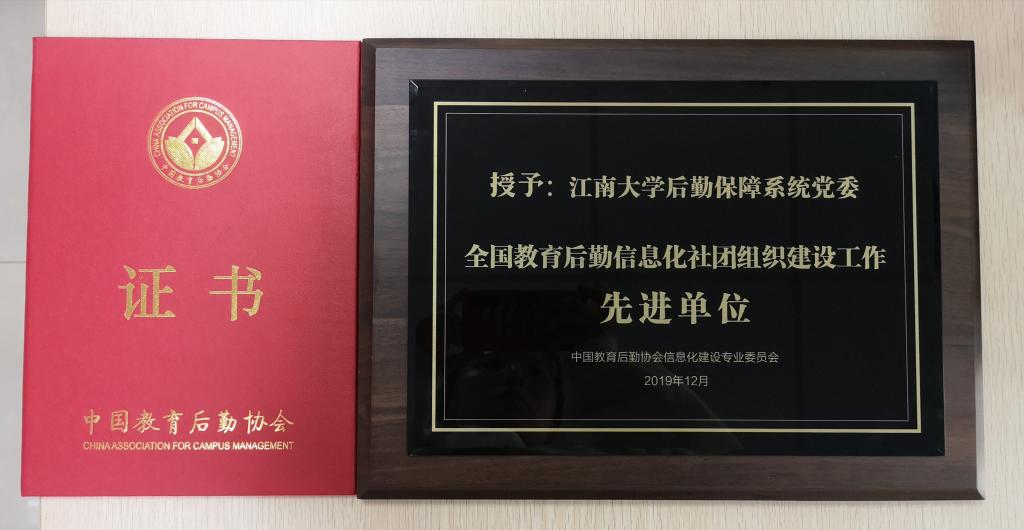 CHINA ASSOCIATION FOR CAMPUS MANAGEMENT
中国教育后勤协会
证书
中国教育后勤协会
CHINA ASSOCIATION FOR CAMPUS MANAGEMENT
授予：江南大学后勤保障系统党委
全国教育后勤信息化社团组织建设工作
先进单位
中国教育后勤协会信息化建设专业委员会
2019年12月